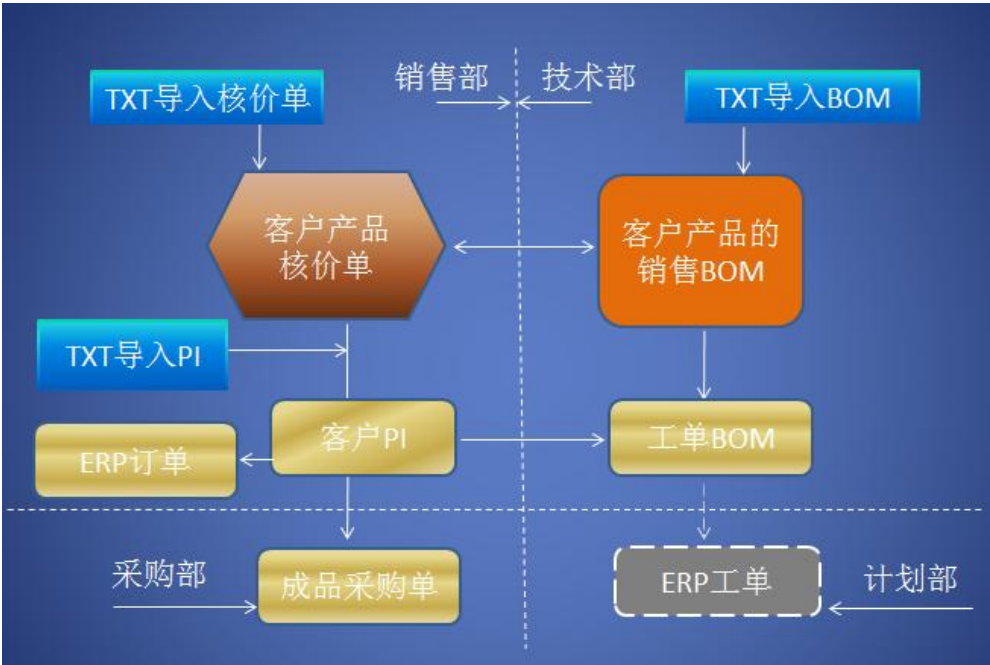 销售部
技术部
TXT导入核价单
TXT导入BOM
客户产品
核价单
客户产品的
销售BOM
TXT导入PI
客户PI
工单BOM
ERP订单
采购部
成品采购单
ERP工单
计划部